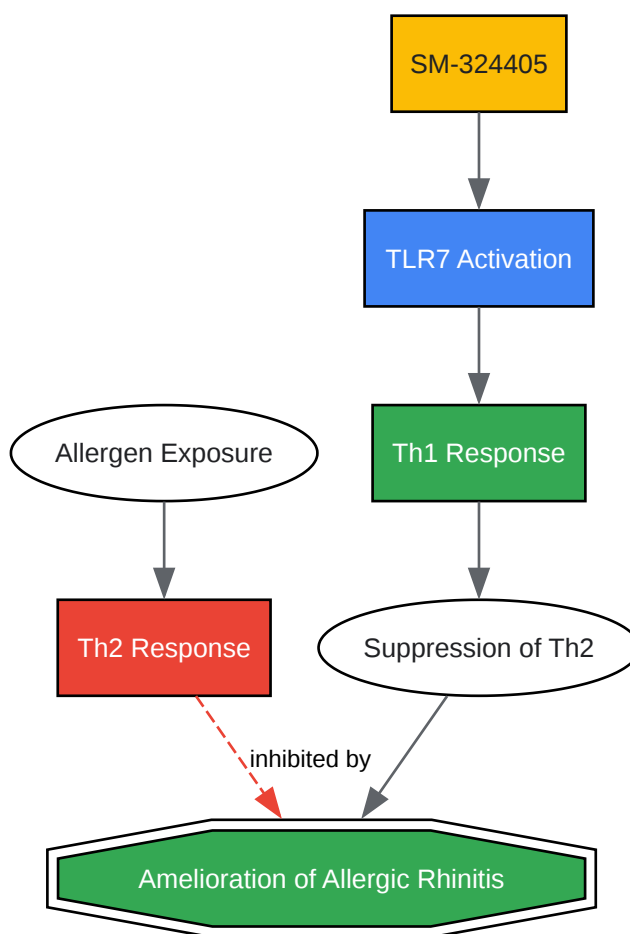 SM-324405
TLR7 Activation
Allergen Exposure
Th1 Response
Th2 Response
Suppression of Th2
inhibited by
Amelioration of Allergic Rhinitis